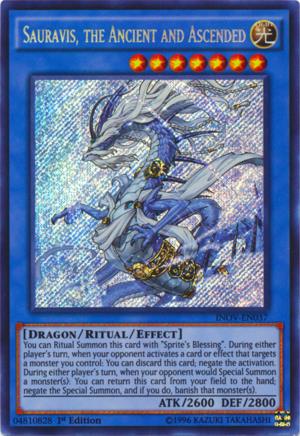 SAURAVIS, THE ANCIENT AND ASCENDED
光
INOV-EN037
[DRAGON/RITUAL/EFFECT]
You can Ritual Summon this card with "Sprite's Blessing". During either
player's turn, when your opponent activates a card or effect that targets
a monster you control: You can discard this card; negate the activation.
During either player's turn, when your opponent would Special Summon
a monster(s): You can return this card from your field to the hand;
negate the Special Summon, and if you do, banish that monster(s).
ATK/2600 DEF/2800
04810828 1st Edition ©1996 KAZUKI TAKAHASHI